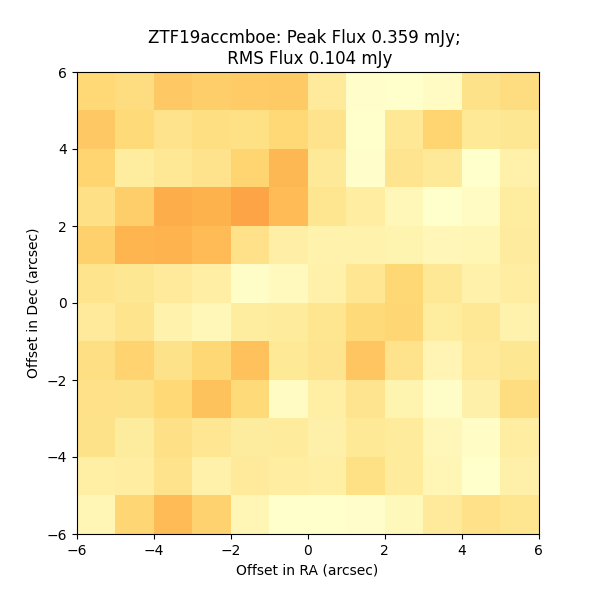 ZTF19accmboe: Peak Flux 0.359 mJy;
RMS Flux 0.104 mJy
6
4
2
0
−2
−4
−6
Offset in Dec (arcsec)
−6 −4 −2 0 2 4 6
Offset in RA (arcsec)